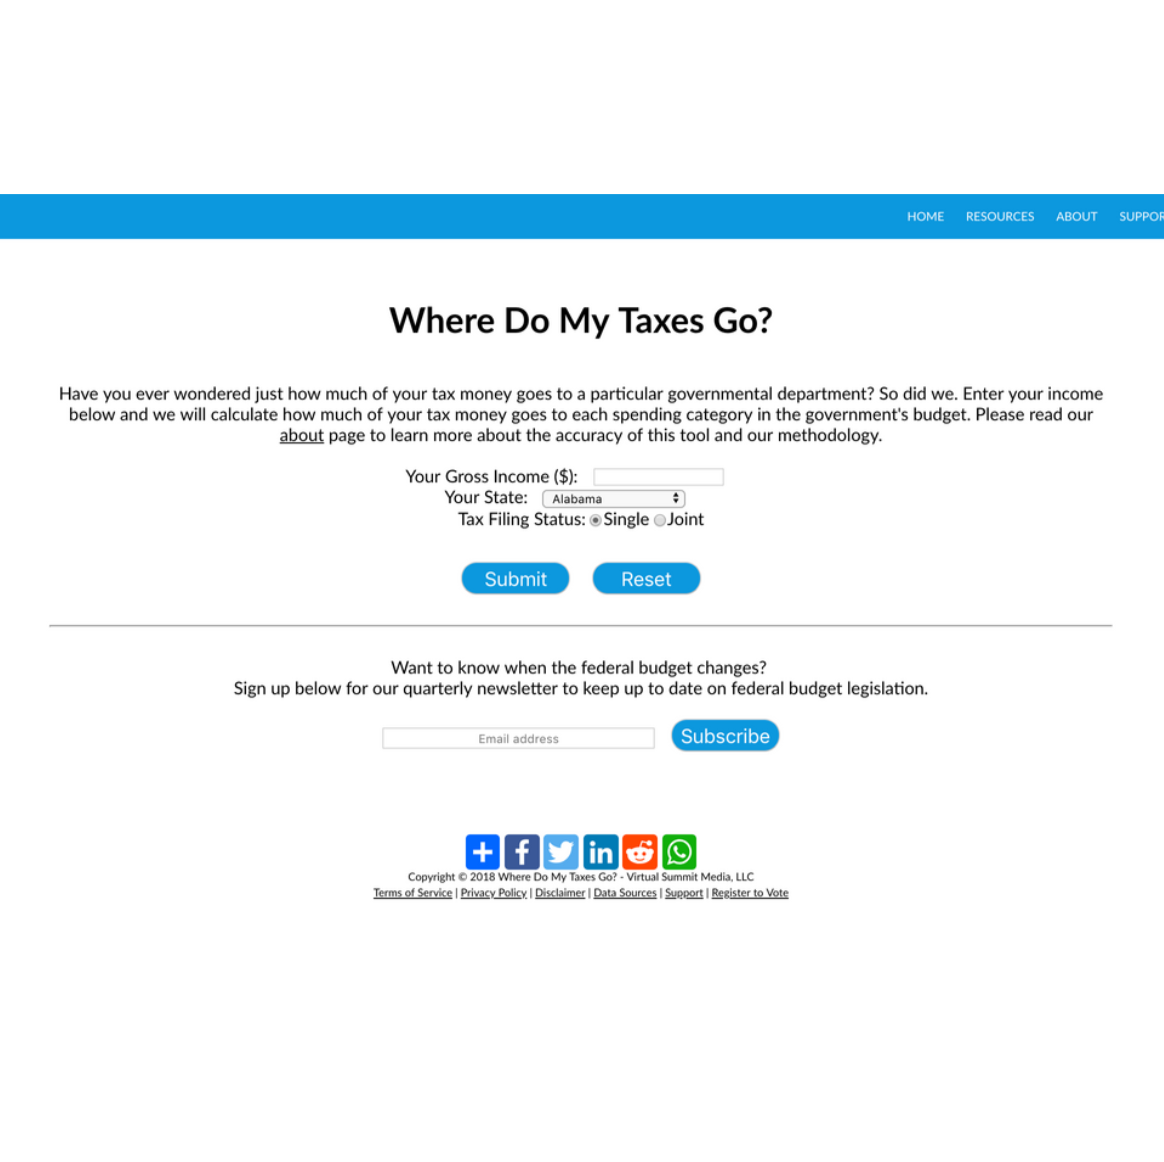 HOME RESOURCES ABOUT SUPPOR
Where Do My Taxes Go?
Have you ever wondered just how much of your tax money goes to a particular governmental department? So did we. Enter your income
below and we will calculate how much of your tax money goes to each spending category in the government's budget. Please read our
about page to learn more about the accuracy of this tool and our methodology.
Your Gross Income ($):
Your State: Alabama
Tax Filing Status: Single Joint
Submit Reset
Want to know when the federal budget changes?
Sign up below for our quarterly newsletter to keep up to date on federal budget legislation.
Email address Subscribe
Copyright © 2018 Where Do My Taxes Go? - Virtual Summit Media, LLC
Terms of Service | Privacy Policy | Disclaimer | Data Sources | Support | Register to Vote